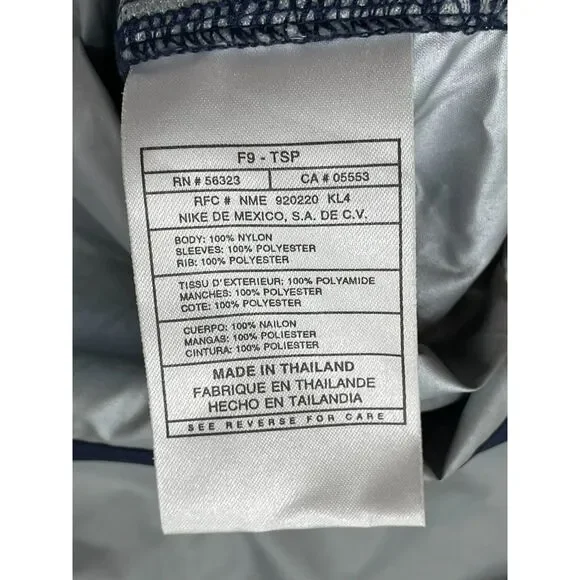 F9 - TSP
RN # 56323 CA # 05553
RFC # NME 920220 KL4
NIKE DE MEXICO, S.A. DE C.V.
BODY: 100% NYLON
SLEEVES: 100% POLYESTER
RIB: 100% POLYESTER
TISSU D'EXTERIEUR: 100% POLYAMIDE
MANCHES: 100% POLYESTER
COTE: 100% POLYESTER
CUERPO: 100% NAILON
MANGAS: 100% POLIESTER
CINTURA: 100% POLIESTER
MADE IN THAILAND
FABRIQUE EN THAILANDE
HECHO EN TAILANDIA
SEE REVERSE FOR CARE